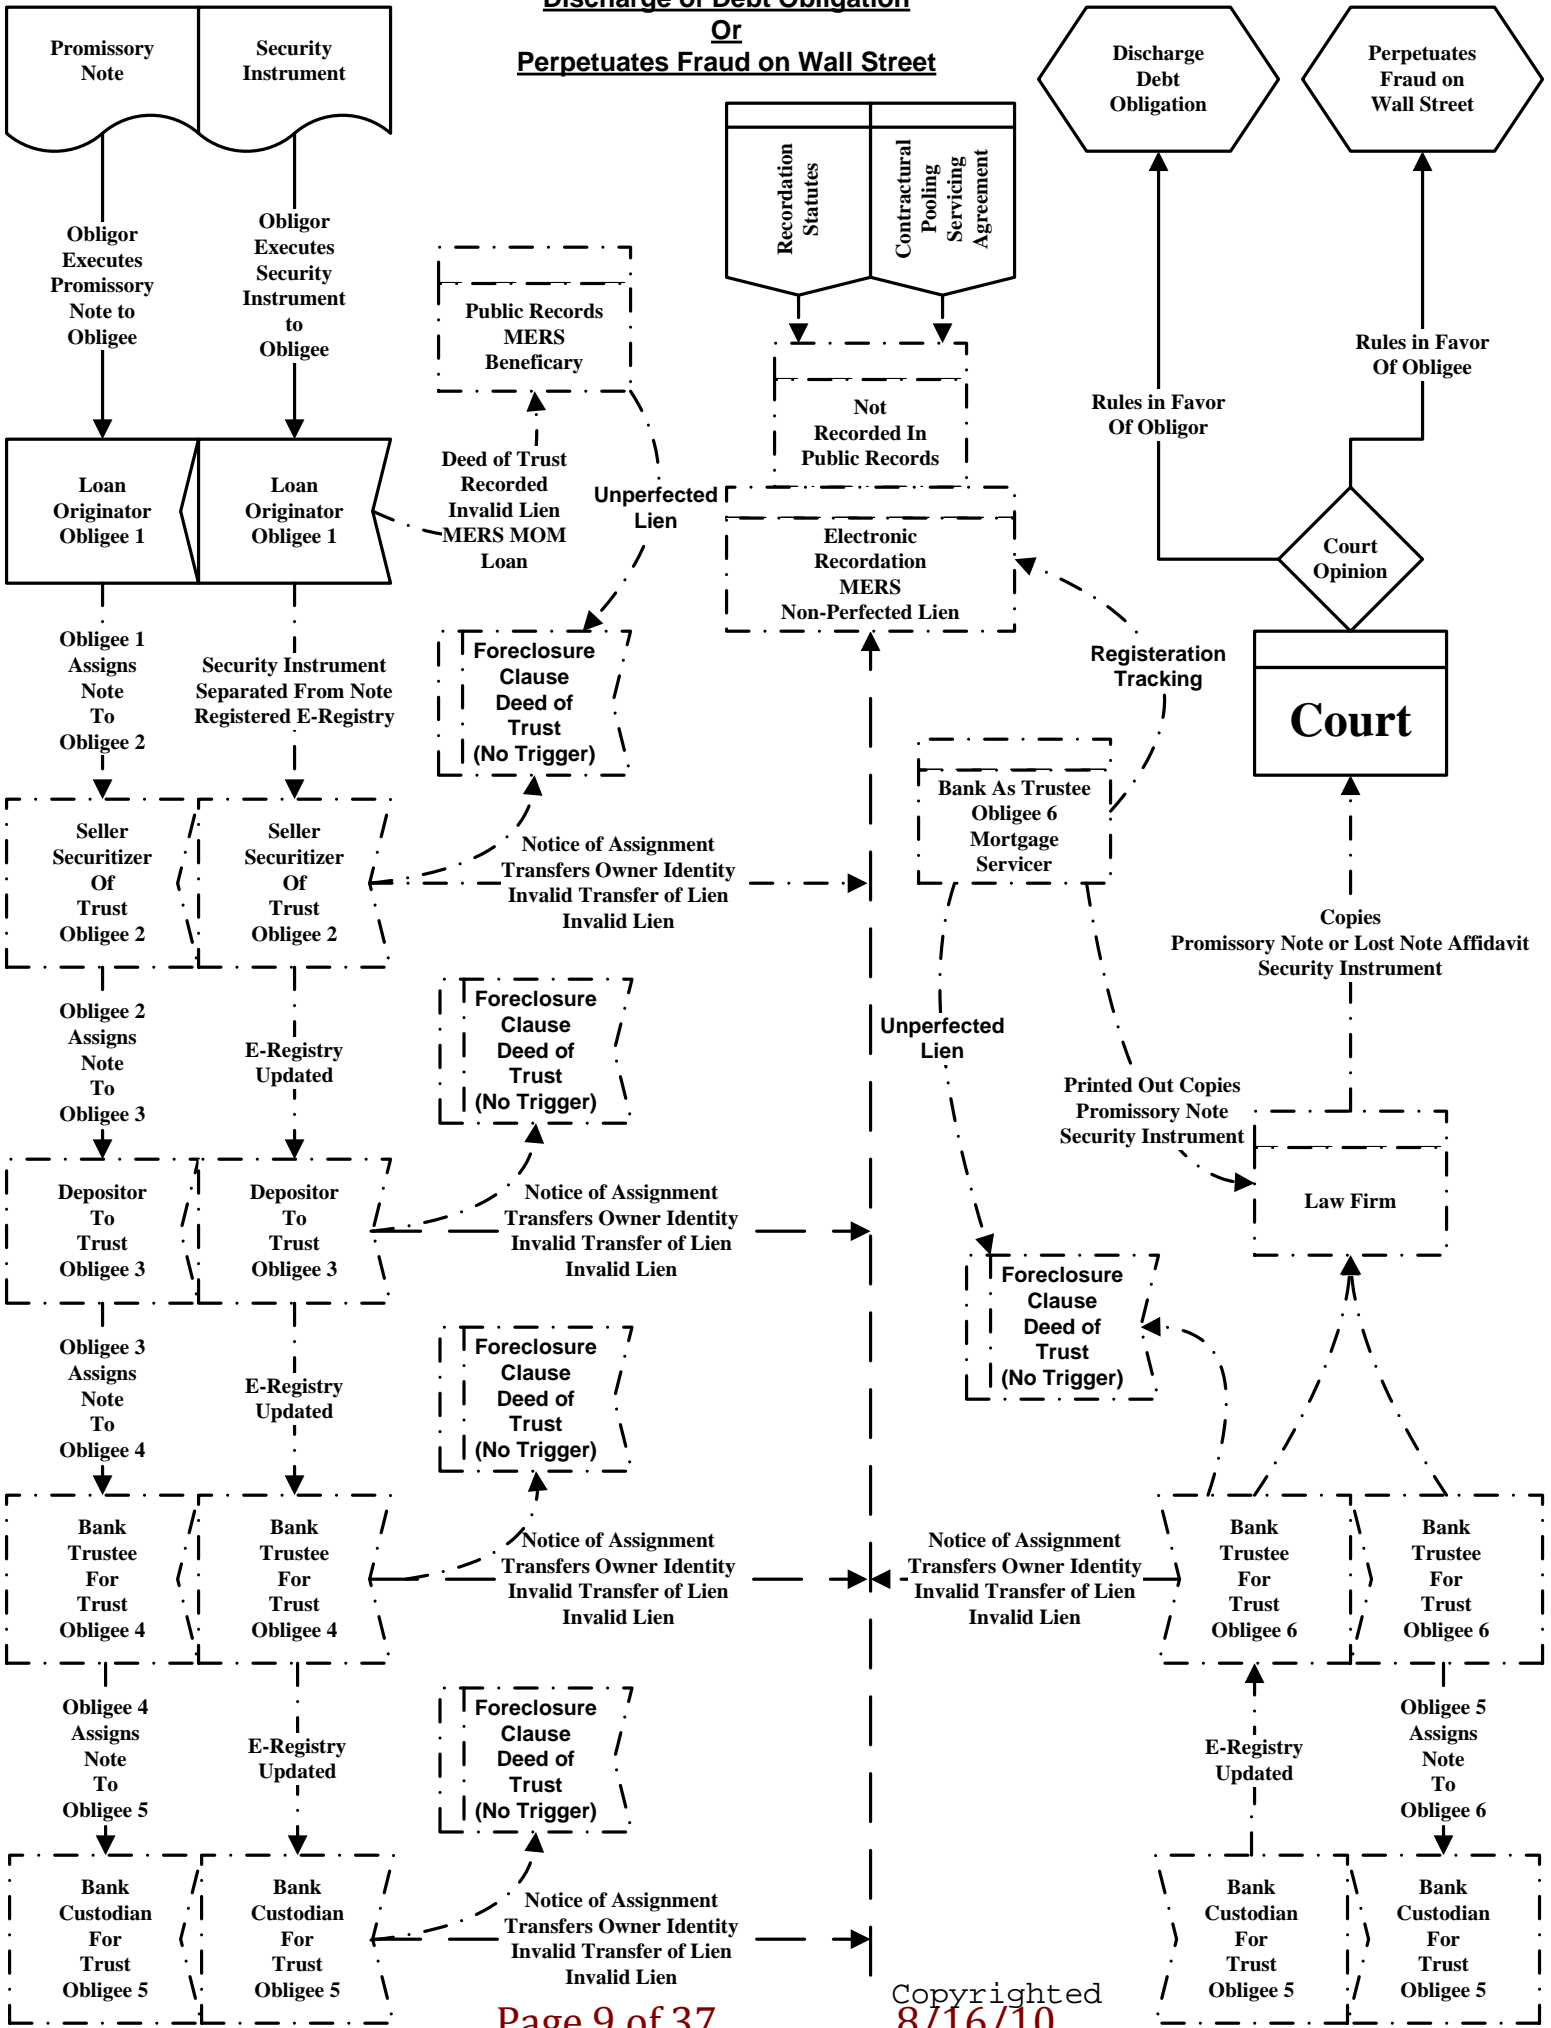 Discharge of Debt Obligation
Or
Perpetuates Fraud on Wall Street
Promissory
Note
Security
Instrument
Discharge
Debt
Obligation
Perpetuates
Fraud on
Wall Street
Recordation
Statutes
Contractural
Pooling
Servicing
Agreement
Obligor
Executes
Promissory
Note to
Obligee
Obligor
Executes
Security
Instrument
to
Obligee
Public Records
MERS
Beneficary
Not
Recorded In
Public Records
Rules in Favor
Of Obligee
Rules in Favor
Of Obligor
Loan
Originator
Obligee 1
Loan
Originator
Obligee 1
Deed of Trust
Recorded
Invalid Lien
MERS MOM
Loan
Unperfected
Lien
Electronic
Recordation
MERS
Non-Perfected Lien
Court
Opinion
Obligee 1
Assigns
Note
To
Obligee 2
Security Instrument
Separated From Note
Registered E-Registry
Foreclosure
Clause
Deed of
Trust
(No Trigger)
Registeration
Tracking
Court
Bank As Trustee
Obligee 6
Mortgage
Servicer
Seller
Securitizer
Of
Trust
Obligee 2
Seller
Securitizer
Of
Trust
Obligee 2
Notice of Assignment
Transfers Owner Identity
Invalid Transfer of Lien
Invalid Lien
Copies
Promissory Note or Lost Note Affidavit
Security Instrument
Obligee 2
Assigns
Note
To
Obligee 3
E-Registry
Updated
Foreclosure
Clause
Deed of
Trust
(No Trigger)
Unperfected
Lien
Printed Out Copies
Promissory Note
Security Instrument
Law Firm
Depositor
To
Trust
Obligee 3
Depositor
To
Trust
Obligee 3
Notice of Assignment
Transfers Owner Identity
Invalid Transfer of Lien
Invalid Lien
Foreclosure
Clause
Deed of
Trust
(No Trigger)
Obligee 3
Assigns
Note
To
Obligee 4
E-Registry
Updated
Foreclosure
Clause
Deed of
Trust
(No Trigger)
Bank
Trustee
For
Trust
Obligee 4
Bank
Trustee
For
Trust
Obligee 4
Notice of Assignment
Transfers Owner Identity
Invalid Transfer of Lien
Invalid Lien
Notice of Assignment
Transfers Owner Identity
Invalid Transfer of Lien
Invalid Lien
Bank
Trustee
For
Trust
Obligee 6
Bank
Trustee
For
Trust
Obligee 6
Obligee 4
Assigns
Note
To
Obligee 5
E-Registry
Updated
Foreclosure
Clause
Deed of
Trust
(No Trigger)
E-Registry
Updated
Obligee 5
Assigns
Note
To
Obligee 6
Bank
Custodian
For
Trust
Obligee 5
Bank
Custodian
For
Trust
Obligee 5
Notice of Assignment
Transfers Owner Identity
Invalid Transfer of Lien
Invalid Lien
Bank
Custodian
For
Trust
Obligee 5
Bank
Custodian
For
Trust
Obligee 5
Copyrighted
Page 9 of 37
8/16/10